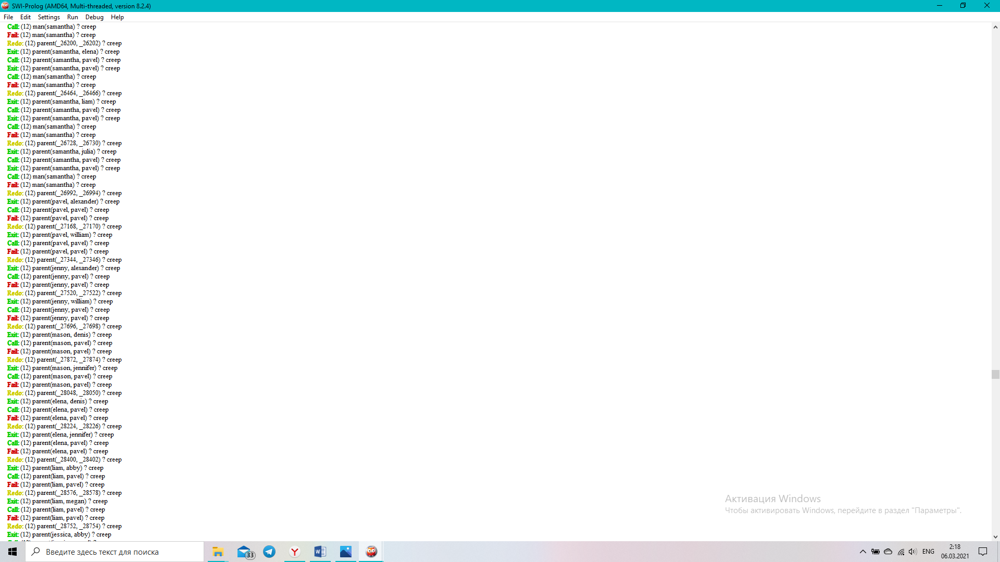 SWI-Prolog (AMD64, Multi-threaded, version 8.2.4)
File Edit Settings Run Debug Help
Call: (12) man(samantha) ? creep
Fail: (12) man(samantha) ? creep
Redo: (12) parent(_26200, _26202) ? creep
Exit: (12) parent(samantha, elena) ? creep
Call: (12) parent(samantha, pavel) ? creep
Exit: (12) parent(samantha, pavel) ? creep
Call: (12) man(samantha) ? creep
Fail: (12) man(samantha) ? creep
Redo: (12) parent(_26464, _26466) ? creep
Exit: (12) parent(samantha, liam) ? creep
Call: (12) parent(samantha, pavel) ? creep
Exit: (12) parent(samantha, pavel) ? creep
Call: (12) man(samantha) ? creep
Fail: (12) man(samantha) ? creep
Redo: (12) parent(_26728, _26730) ? creep
Exit: (12) parent(samantha, julia) ? creep
Call: (12) parent(samantha, pavel) ? creep
Exit: (12) parent(samantha, pavel) ? creep
Call: (12) man(samantha) ? creep
Fail: (12) man(samantha) ? creep
Redo: (12) parent(_26992, _26994) ? creep
Exit: (12) parent(pavel, alexander) ? creep
Call: (12) parent(pavel, pavel) ? creep
Fail: (12) parent(pavel, pavel) ? creep
Redo: (12) parent(_27168, _27170) ? creep
Exit: (12) parent(pavel, william) ? creep
Call: (12) parent(pavel, pavel) ? creep
Fail: (12) parent(pavel, pavel) ? creep
Redo: (12) parent(_27344, _27346) ? creep
Exit: (12) parent(jenny, alexander) ? creep
Call: (12) parent(jenny, pavel) ? creep
Fail: (12) parent(jenny, pavel) ? creep
Redo: (12) parent(_27520, _27522) ? creep
Exit: (12) parent(jenny, william) ? creep
Call: (12) parent(jenny, pavel) ? creep
Fail: (12) parent(jenny, pavel) ? creep
Redo: (12) parent(_27696, _27698) ? creep
Exit: (12) parent(mason, denis) ? creep
Call: (12) parent(mason, pavel) ? creep
Fail: (12) parent(mason, pavel) ? creep
Redo: (12) parent(_27872, _27874) ? creep
Exit: (12) parent(mason, jennifer) ? creep
Call: (12) parent(mason, pavel) ? creep
Fail: (12) parent(mason, pavel) ? creep
Redo: (12) parent(_28048, _28050) ? creep
Exit: (12) parent(elena, denis) ? creep
Call: (12) parent(elena, pavel) ? creep
Fail: (12) parent(elena, pavel) ? creep
Redo: (12) parent(_28224, _28226) ? creep
Exit: (12) parent(elena, jennifer) ? creep
Call: (12) parent(elena, pavel) ? creep
Fail: (12) parent(elena, pavel) ? creep
Redo: (12) parent(_28400, _28402) ? creep
Exit: (12) parent(liam, abby) ? creep
Call: (12) parent(liam, pavel) ? creep
Fail: (12) parent(liam, pavel) ? creep
Redo: (12) parent(_28576, _28578) ? creep
Exit: (12) parent(liam, megan) ? creep
Call: (12) parent(liam, pavel) ? creep
Fail: (12) parent(liam, pavel) ? creep
Redo: (12) parent(_28752, _28754) ? creep
Exit: (12) parent(jessica, abby) ? creep
Активация Windows
Чтобы активировать Windows, перейдите в раздел "Параметры".
Введите здесь текст для поиска
33
ENG
2:18
06.03.2021